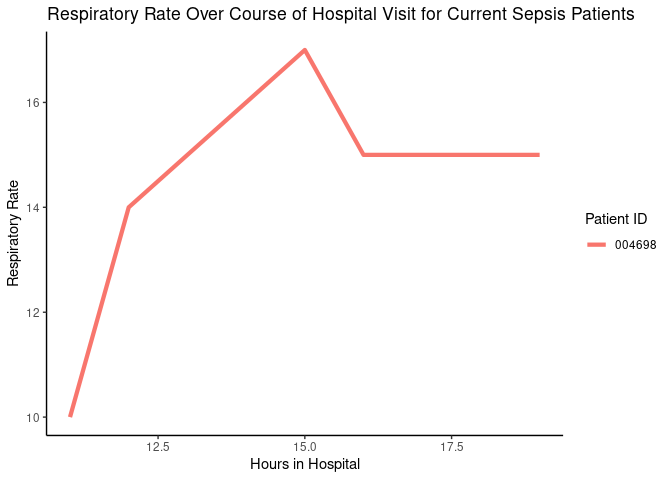 Respiratory Rate Over Course of Hospital Visit for Current Sepsis Patients
Respiratory Rate
16
14
12
10
12.5 15.0 17.5
Hours in Hospital
Patient ID
004698